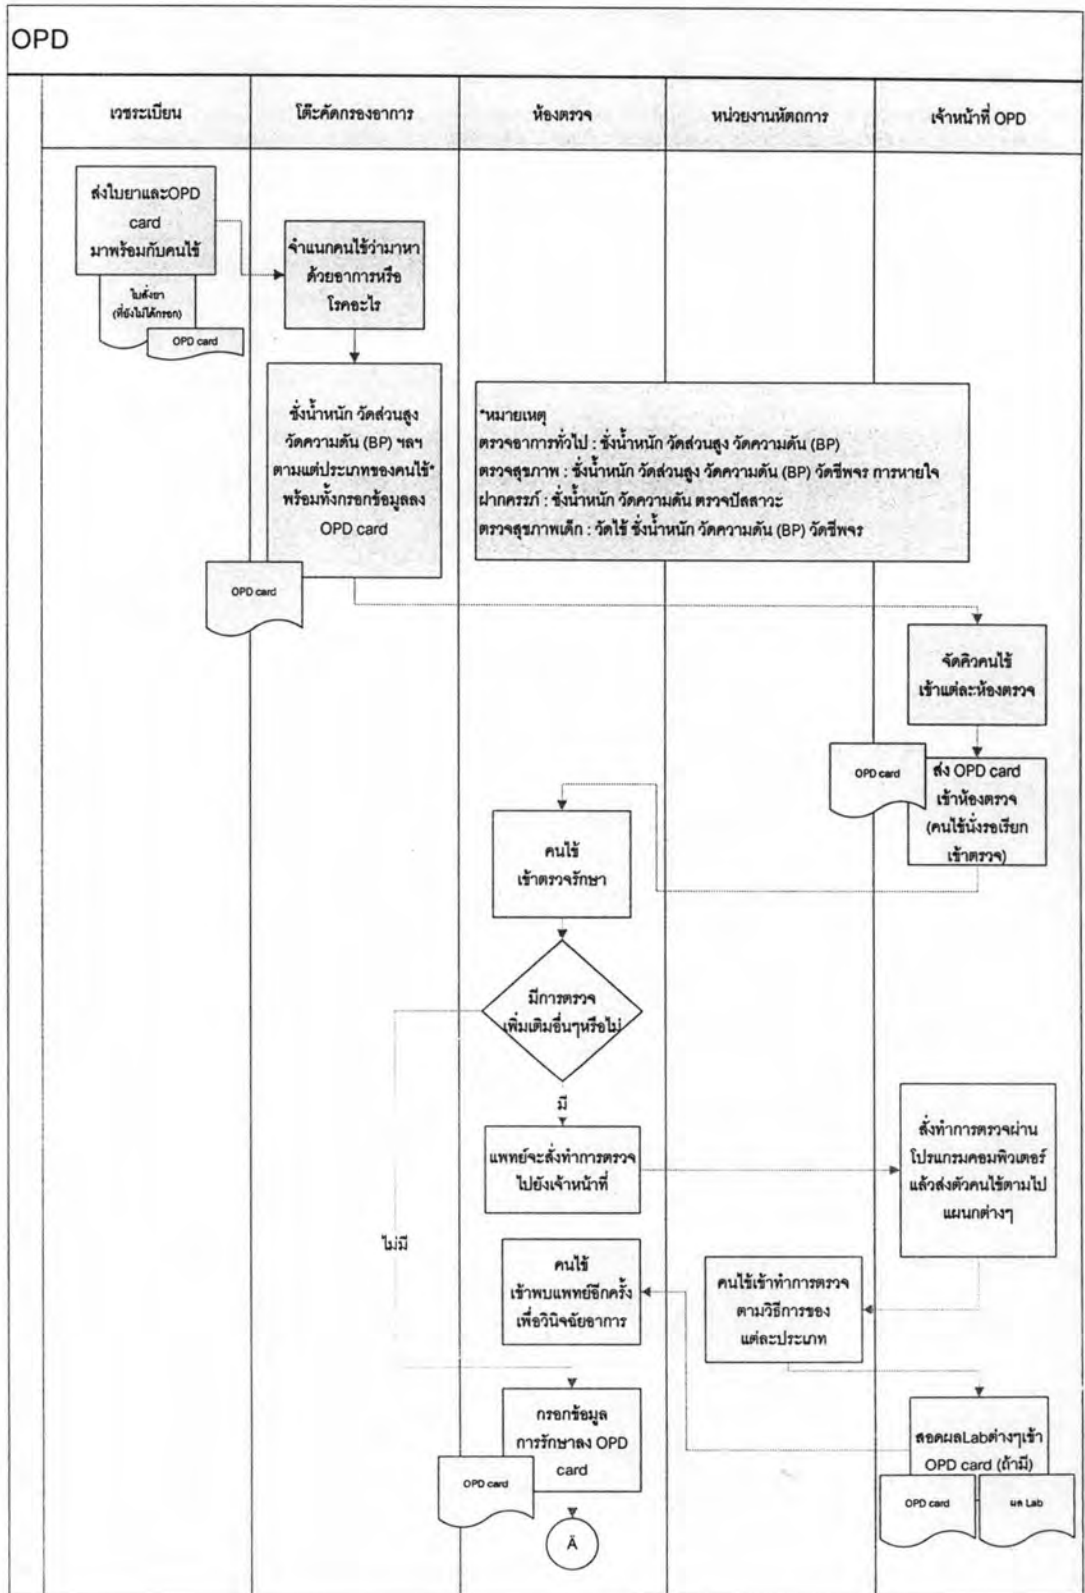 OPD
เวชระเบียน
โต๊ะคัดกรองอาการ
ห้องตรวจ
หน่วยงานหัตถการ
เจ้าหน้าที่ OPD
ส่งใบยาและOPD
card
มาพร้อมกับคนไข้
ใบสั่งยา
(ที่ยังไม่ได้กรอก)
OPD card
จำแนกคนไข้ว่ามาหา
ด้วยอาการหรือ
โรคอะไร
ชั่งน้ำหนัก วัดส่วนสูง
วัดความดัน (BP) ฯลฯ
ตามแต่ประเภทของคนไข้*
พร้อมทั้งกรอกข้อมูลลง
OPD card
OPD card
*หมายเหตุ
ตรวจอาการทั่วไป : ชั่งน้ำหนัก วัดส่วนสูง วัดความดัน (BP)
ตรวจสุขภาพ : ชั่งน้ำหนัก วัดส่วนสูง วัดความดัน (BP) วัดชีพจร การหายใจ
ฝากครรภ์ : ชั่งน้ำหนัก วัดความดัน ตรวจปัสสาวะ
ตรวจสุขภาพเด็ก : วัดไข้ ชั่งน้ำหนัก วัดความดัน (BP) วัดชีพจร
จัดคิวคนไข้
เข้าแต่ละห้องตรวจ
OPD card
ส่ง OPD card
เข้าห้องตรวจ
(คนไข้นั่งรอเรียก
เข้าตรวจ)
คนไข้
เข้าตรวจรักษา
มีการตรวจ
เพิ่มเติมอื่นๆหรือไม่
มี
ไม่มี
แพทย์จะสั่งทำการตรวจ
ไปยังเจ้าหน้าที่
สั่งทำการตรวจผ่าน
โปรแกรมคอมพิวเตอร์
แล้วส่งตัวคนไข้ตามไป
แผนกต่างๆ
คนไข้เข้าทำการตรวจ
ตามวิธีการของ
แต่ละประเภท
สอดผลLabต่างๆเข้า
OPD card (ถ้ามี)
OPD card
ผล Lab
คนไข้
เข้าพบแพทย์อีกครั้ง
เพื่อวินิจฉัยอาการ
กรอกข้อมูล
การรักษาลง OPD
card
OPD card
Ä